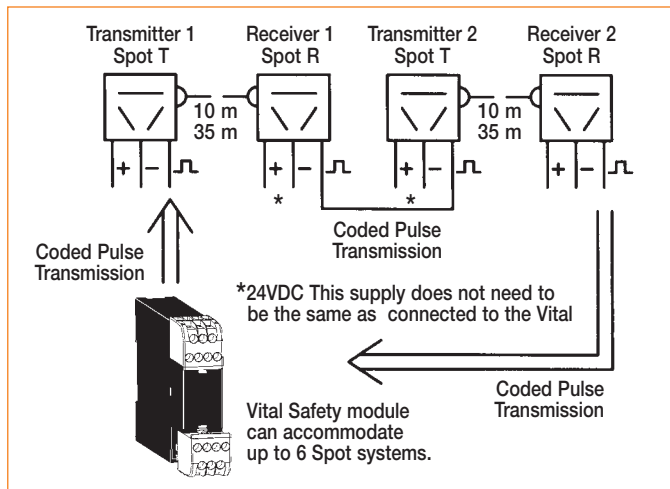 Transmitter 1
Spot T
Receiver 1
Spot R
Transmitter 2
Spot T
Receiver 2
Spot R
10 m
35 m
10 m
35 m
+ −
+ −
+ −
+ −
*
*
Coded Pulse
Transmission
Coded Pulse
Transmission
*24VDC This supply does not need to
be the same as connected to the Vital
Coded Pulse
Transmission
Vital Safety module
can accommodate
up to 6 Spot systems.